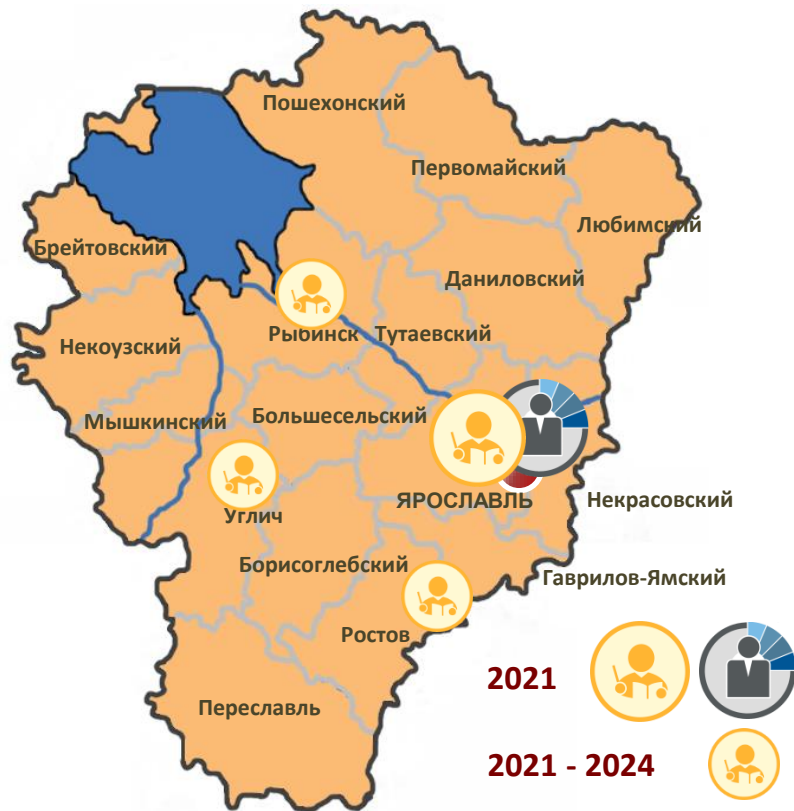 Пошехонский
Первомайский
Любимский
Брейтовский
Даниловский
Рыбинск
Тутаевский
Некоузский
Большесельский
Мышкинский
ЯРОСЛАВЛЬ
Некрасовский
Углич
Борисоглебский
Гаврилов-Ямский
Ростов
2021
Переславль
2021 - 2024